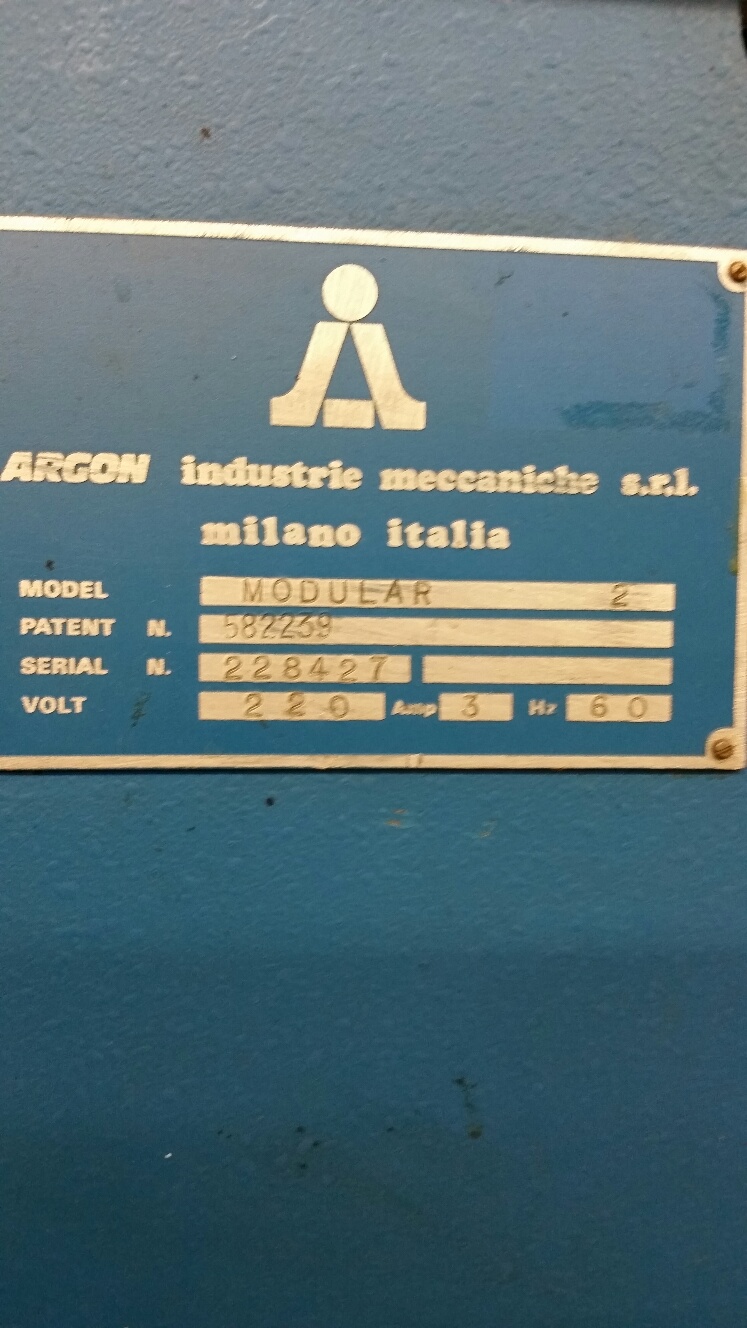 ARGON industrie meccaniche s.r.l.
milano italia
MODEL MODULAR 2
PATENT N. 582239
SERIAL N. 228427
VOLT 220 Amp 3 Hz 60